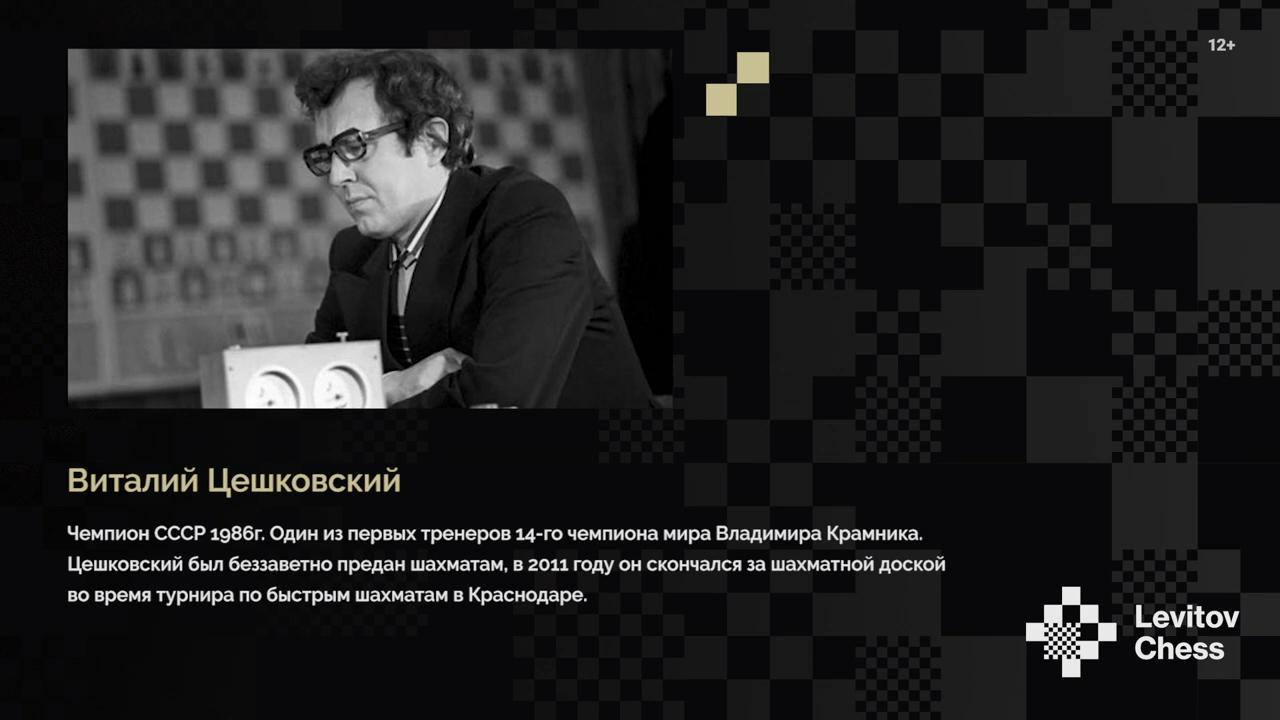 12+
Виталий Цешковский
Чемпион СССР 1986г. Один из первых тренеров 14-го чемпиона мира Владимира Крамника.
Цешковский был беззаветно предан шахматам, в 2011 году он скончался за шахматной доской
во время турнира по быстрым шахматам в Краснодаре.
Levitov
Chess